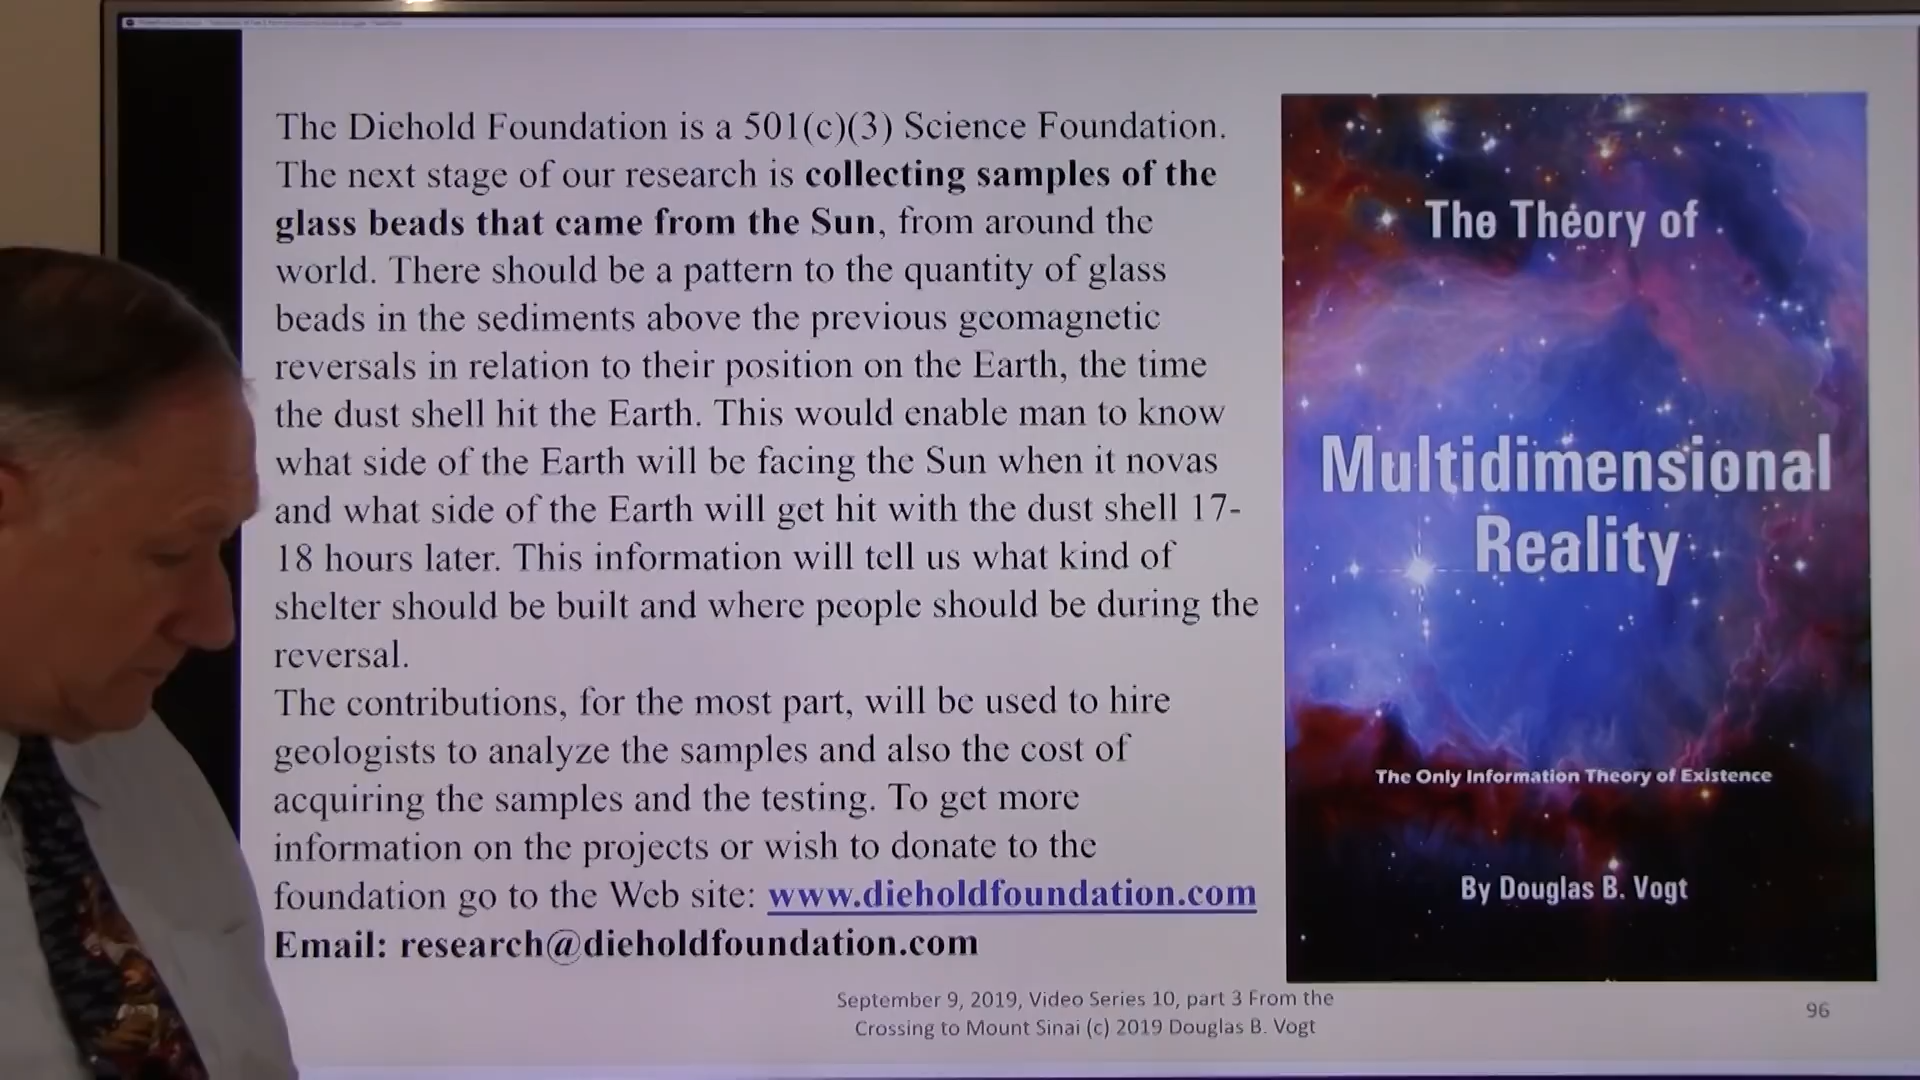 The Diehold Foundation is a 501(c)(3) Science Foundation.
The next stage of our research is collecting samples of the
glass beads that came from the Sun, from around the
world. There should be a pattern to the quantity of glass
beads in the sediments above the previous geomagnetic
reversals in relation to their position on the Earth, the time
the dust shell hit the Earth. This would enable man to know
what side of the Earth will be facing the Sun when it novas
and what side of the Earth will get hit with the dust shell 17-
18 hours later. This information will tell us what kind of
shelter should be built and where people should be during the
reversal.
The contributions, for the most part, will be used to hire
geologists to analyze the samples and also the cost of
acquiring the samples and the testing. To get more
information on the projects or wish to donate to the
foundation go to the Web site: www.dieholdfoundation.com
Email: research@dieholdfoundation.com
The Theory of
Multidimensional
Reality
The Only Information Theory of Existence
By Douglas B. Vogt
September 9, 2019, Video Series 10, part 3 From the
Crossing to Mount Sinai (c) 2019 Douglas B. Vogt
96